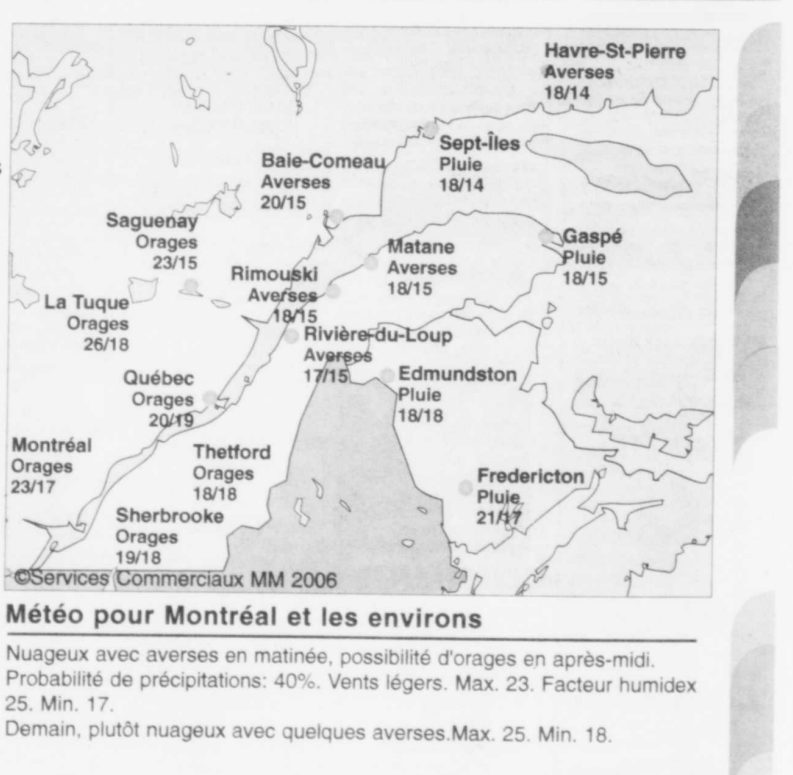 Havre-St-Pierre
Averses
18/14
Sept-Îles
Pluie
18/14
Baie-Comeau
Averses
20/15
Saguenay
Orages
23/15
Matane
Averses
18/15
Gaspé
Pluie
18/15
Rimouski
Averses
18/15
La Tuque
Orages
26/18
Rivière-du-Loup
Averses
17/15
Québec
Orages
20/19
Edmundston
Pluie
18/18
Montréal
Orages
23/17
Thetford
Orages
18/18
Fredericton
Pluie
21/17
Sherbrooke
Orages
19/18
©Services Commerciaux MM 2006
Météo pour Montréal et les environs
Nuageux avec averses en matinée, possibilité d'orages en après-midi.
Probabilité de précipitations: 40%. Vents légers. Max. 23. Facteur humidex
25. Min. 17.
Demain, plutôt nuageux avec quelques averses.Max. 25. Min. 18.